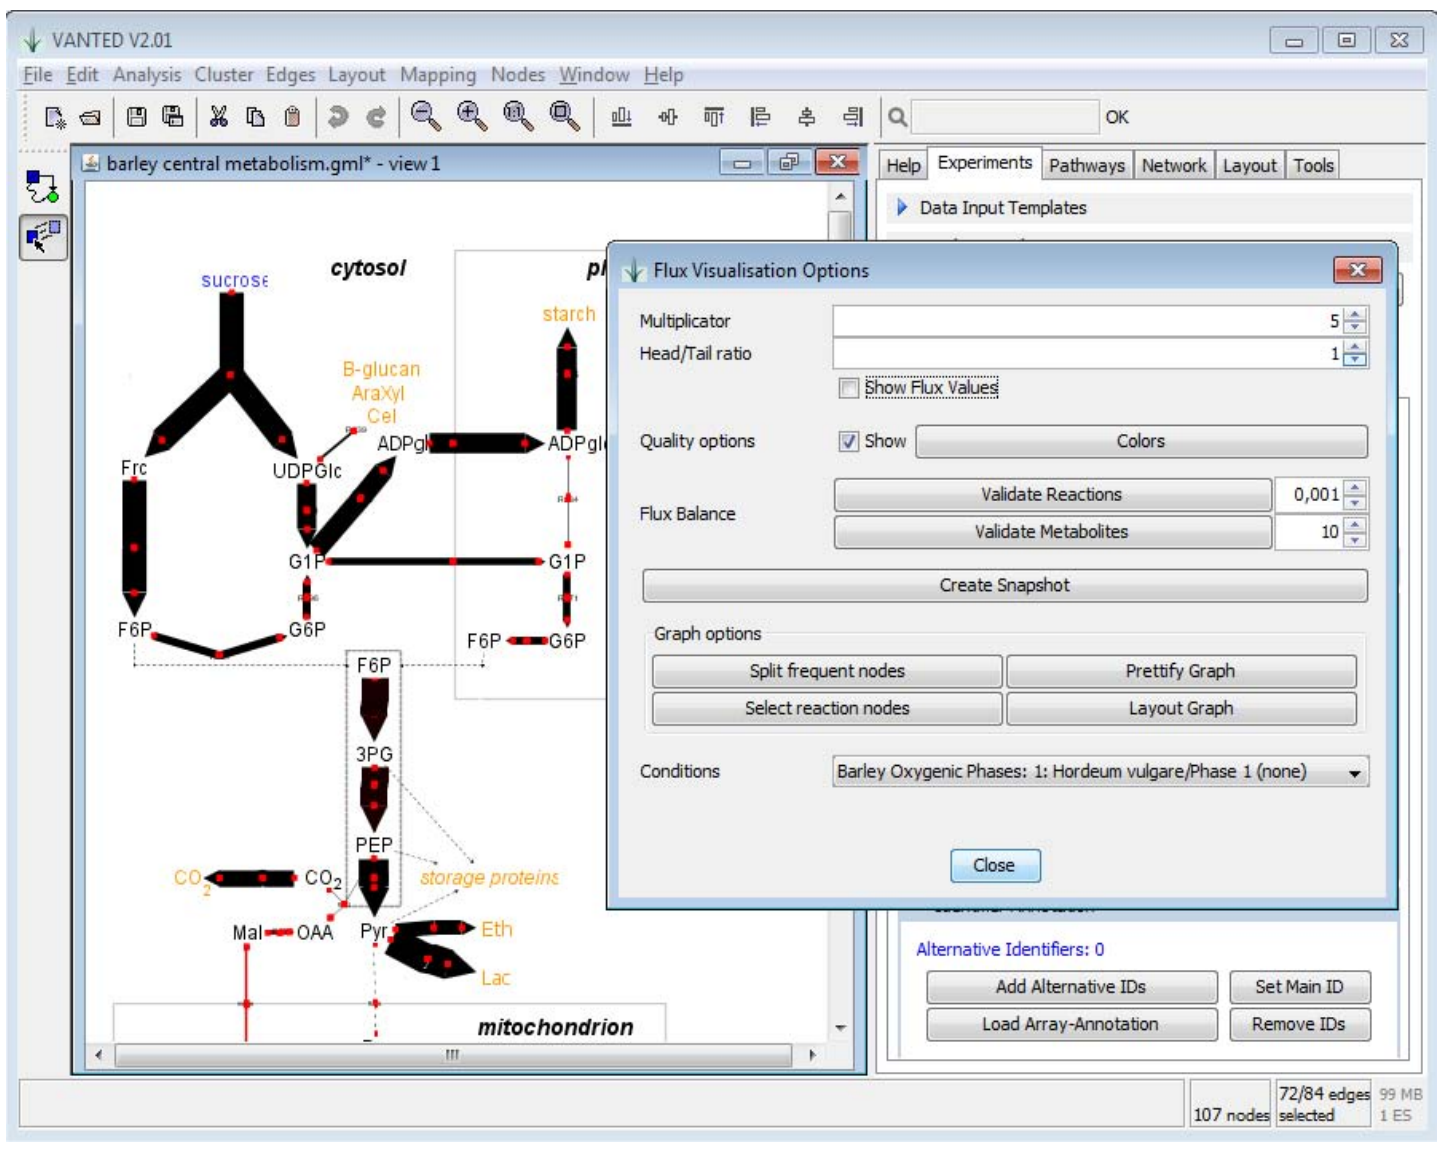 VANTED V2.01
File Edit Analysis Cluster Edges Layout Mapping Nodes Window Help
OK
barley central metabolism.gml* - view 1
Help Experiments Pathways Network Layout Tools
Data Input Templates
cytosol
sucrose
starch
B-glucan
AraXyl
Cel
ADPgl
ADPglc
Frc
UDPGlc
G1P
G1P
F6P
G6P
F6P
G6P
F6P
3PG
PEP
CO2
CO2
storage proteins
Mal
OAA
Pyr
Eth
Lac
mitochondrion
Flux Visualisation Options
Multiplicator 5
Head/Tail ratio 1
Show Flux Values
Quality options Show Colors
Flux Balance
Validate Reactions 0,001
Validate Metabolites 10
Create Snapshot
Graph options
Split frequent nodes Prettify Graph
Select reaction nodes Layout Graph
Conditions Barley Oxygenic Phases: 1: Hordeum vulgare/Phase 1 (none)
Close
Alternative Identifiers: 0
Add Alternative IDs Set Main ID
Load Array-Annotation Remove IDs
107 nodes
72/84 edges
selected
99 MB
1 ES